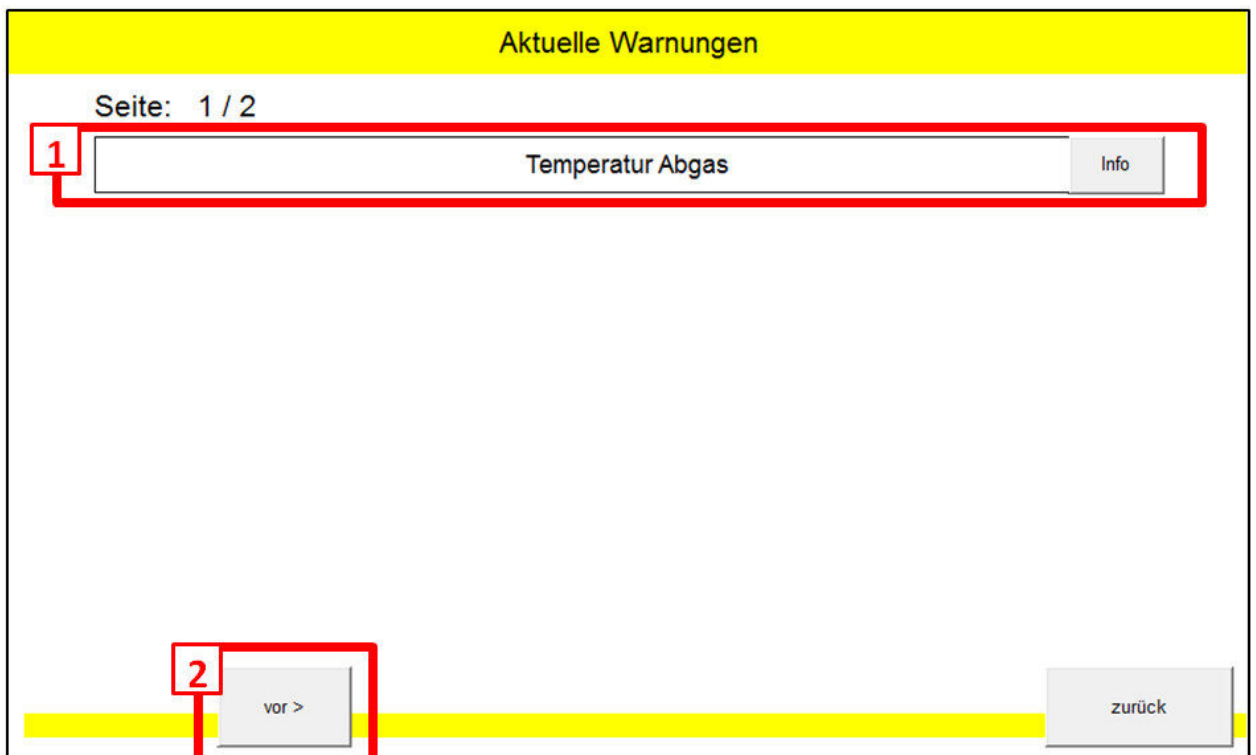 Aktuelle Warnungen
Seite: 1 / 2
1
Temperatur Abgas Info
2
vor > zurück